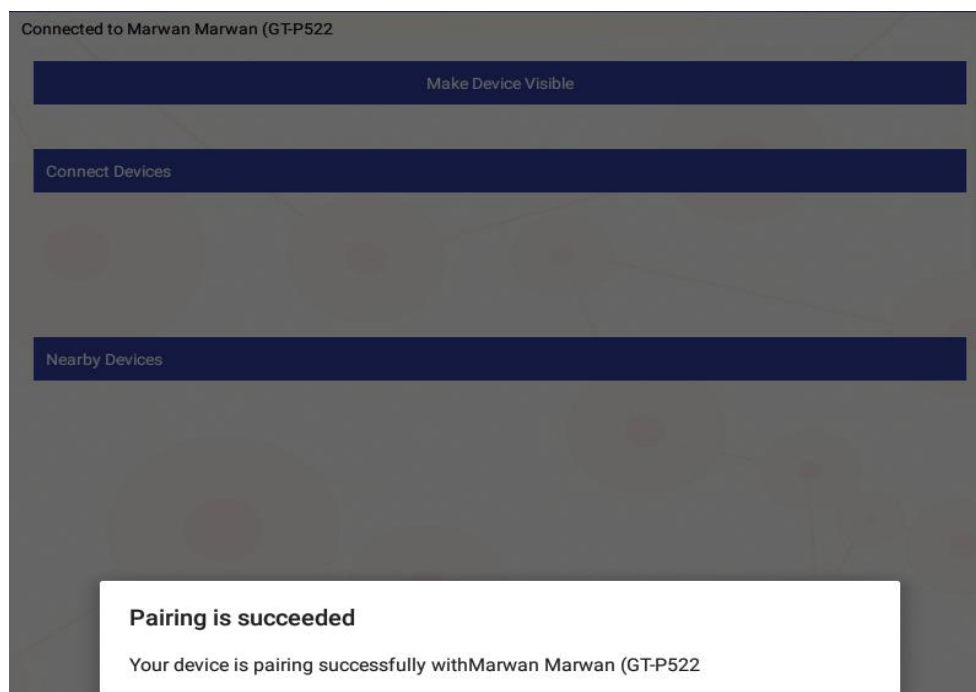 Connected to Marwan Marwan (GT-P522
Make Device Visible
Connect Devices
Nearby Devices
Pairing is succeeded
Your device is pairing successfully withMarwan Marwan (GT-P522